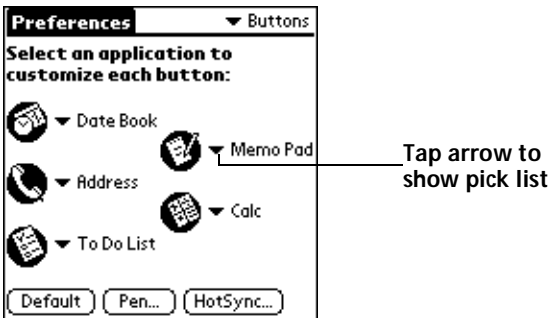 Preferences
Buttons
Select an application to
customize each button:
Date Book
Memo Pad
Address
Calc
To Do List
Default Pen... HotSync...
Tap arrow to
show pick list